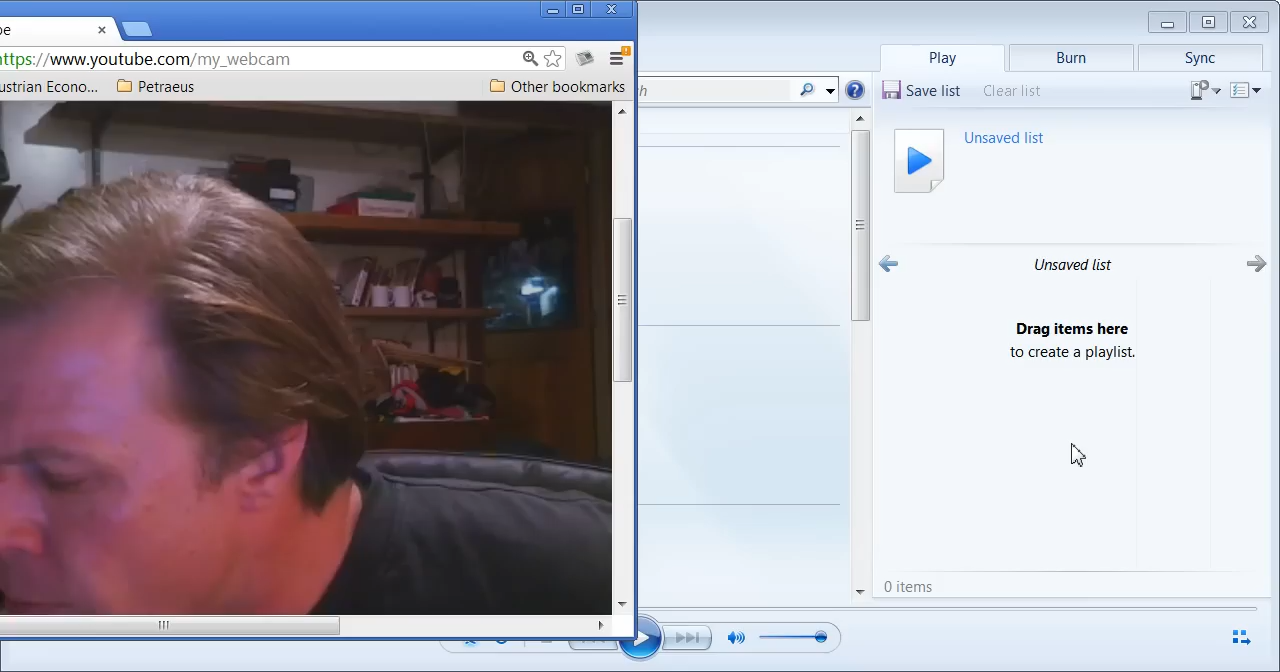 be
https://www.youtube.com/my_webcam
ustrian Econo...
Petraeus
Other bookmarks
h
Play
Burn
Sync
Save list
Clear list
Unsaved list
Unsaved list
Drag items here
to create a playlist.
0 items